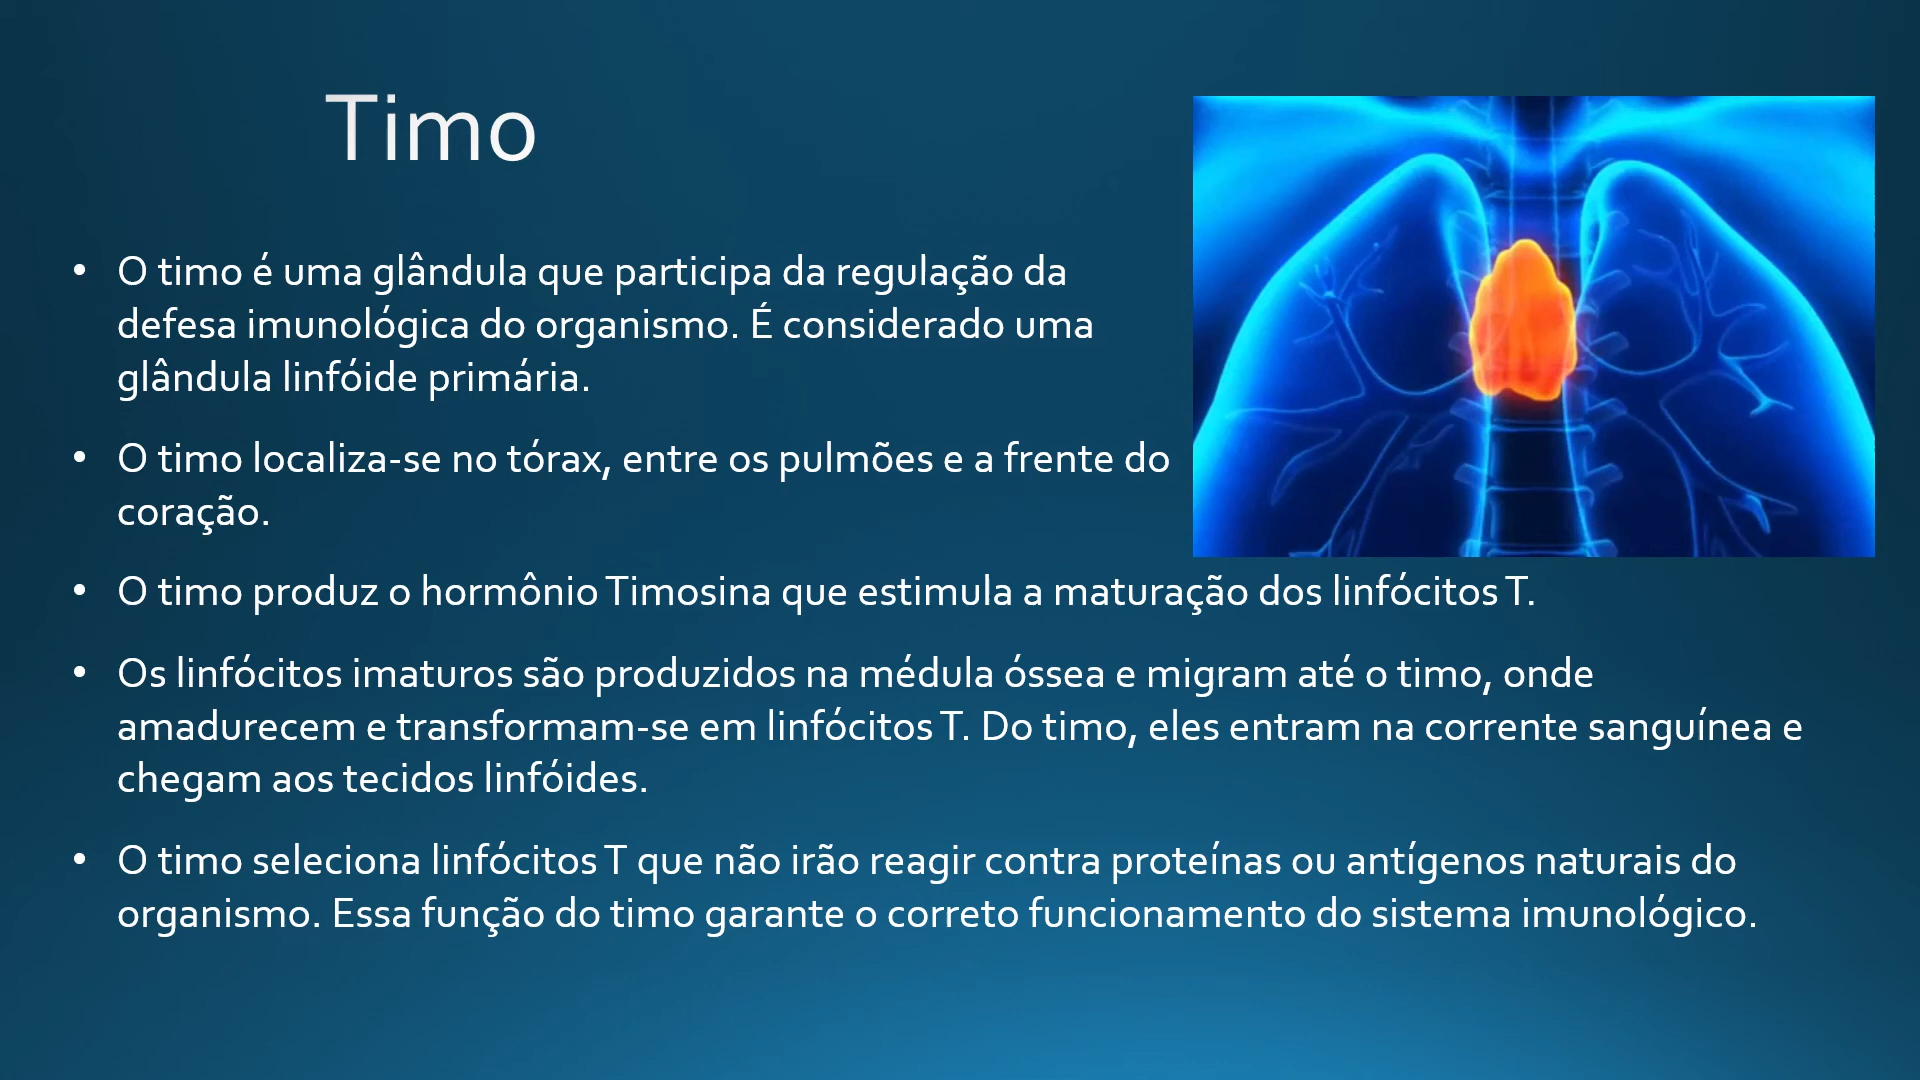 Timo
• O timo é uma glândula que participa da regulação da
defesa imunológica do organismo. É considerado uma
glândula linfóide primária.
• O timo localiza-se no tórax, entre os pulmões e a frente do
coração.
• O timo produz o hormônio Timosina que estimula a maturação dos linfócitos T.
• Os linfócitos imaturos são produzidos na médula óssea e migram até o timo, onde
amadurecem e transformam-se em linfócitos T. Do timo, eles entram na corrente sanguínea e
chegam aos tecidos linfóides.
• O timo seleciona linfócitos T que não irão reagir contra proteínas ou antígenos naturais do
organismo. Essa função do timo garante o correto funcionamento do sistema imunológico.